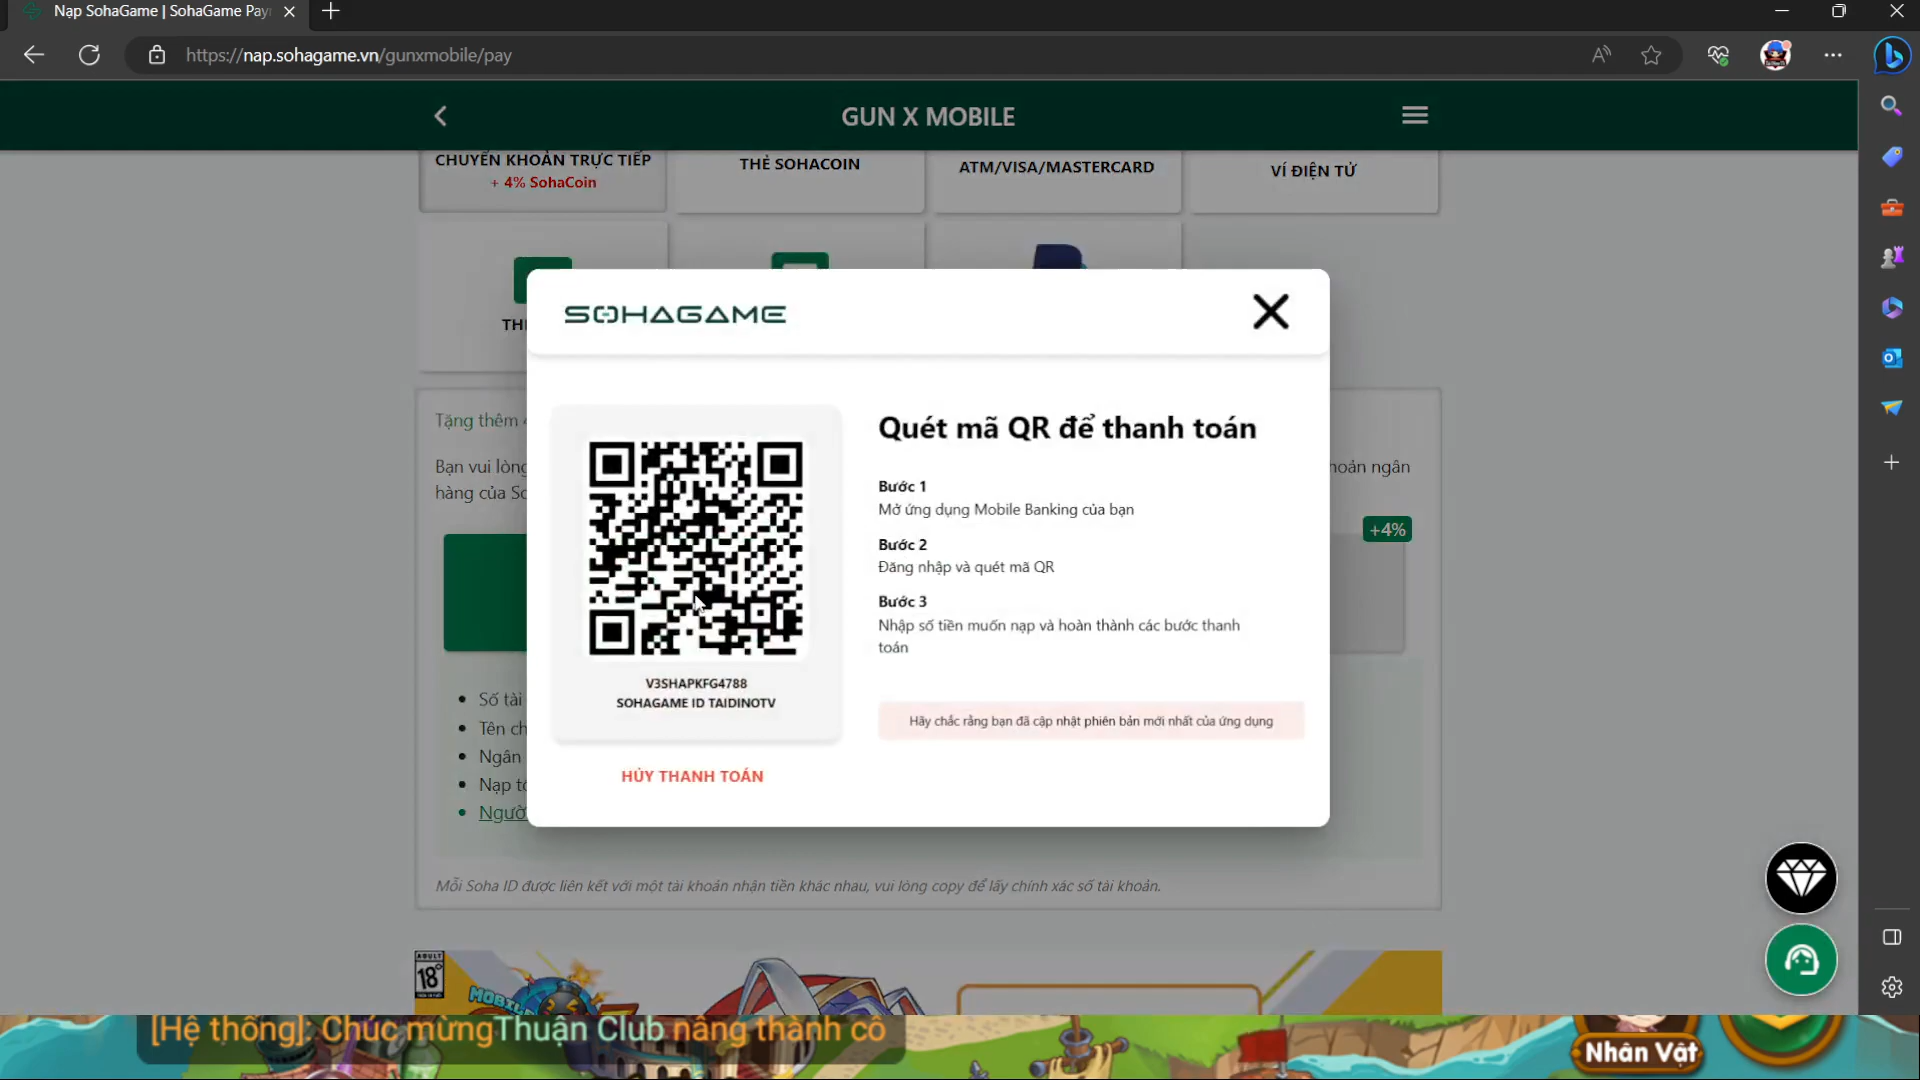 Nạp SohaGame | SohaGame Pay
https://nap.sohagame.vn/gunxmobile/pay
GUN X MOBILE
CHUYỂN KHOẢN TRỰC TIẾP
+ 4% SohaCoin
THẺ SOHACOIN
ATM/VISA/MASTERCARD
VÍ ĐIỆN TỬ
SOHAGAME
Quét mã QR để thanh toán
Bước 1
Mở ứng dụng Mobile Banking của bạn
Bước 2
Đăng nhập và quét mã QR
Bước 3
Nhập số tiền muốn nạp và hoàn thành các bước thanh
toán
Hãy chắc rằng bạn đã cập nhật phiên bản mới nhất của ứng dụng
V3SHAPKFG4788
SOHAGAME ID TAIDINOTV
HỦY THANH TOÁN
Tặng thêm
Bạn vui lòng
hoản ngân
hàng của
+4%
Số tài
Tên
Ngân
Nạp
Mỗi Soha ID được liên kết với một tài khoản nhận tiền khác nhau, vui lòng copy để lấy chính xác số tài khoản.
ADULT
18+
MOBIL
[Hệ thống]: Chúc mừngThuận Club nâng thành cô
Nhân Vật